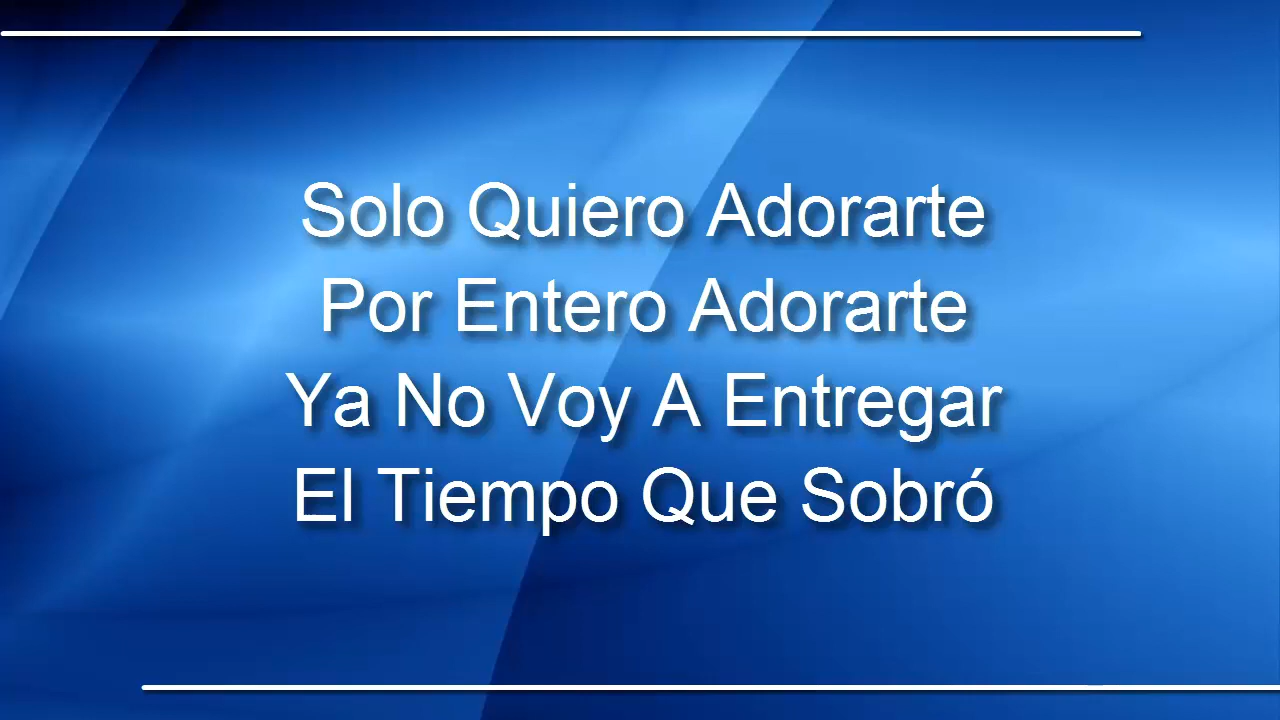 Solo Quiero Adorarte
Por Entero Adorarte
Ya No Voy A Entregar
El Tiempo Que Sobró